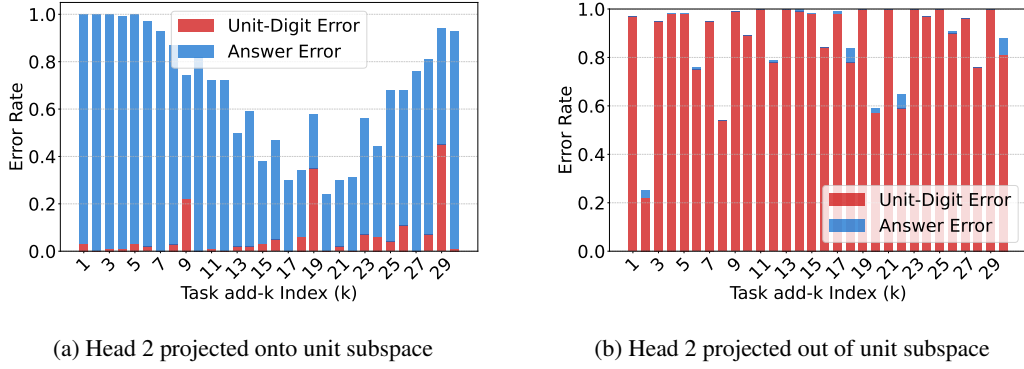 Unit-Digit Error
Answer Error
Error Rate
1.0
0.8
0.6
0.4
0.2
0.0
1 3 5 7 9 11 13 15 17 19 21 23 25 27 29
Task add-k Index (k)
(a) Head 2 projected onto unit subspace
Error Rate
1.0
0.8
0.6
0.4
0.2
0.0
Unit-Digit Error
Answer Error
1 3 5 7 9 11 13 15 17 19 21 23 25 27 29
Task add-k Index (k)
(b) Head 2 projected out of unit subspace